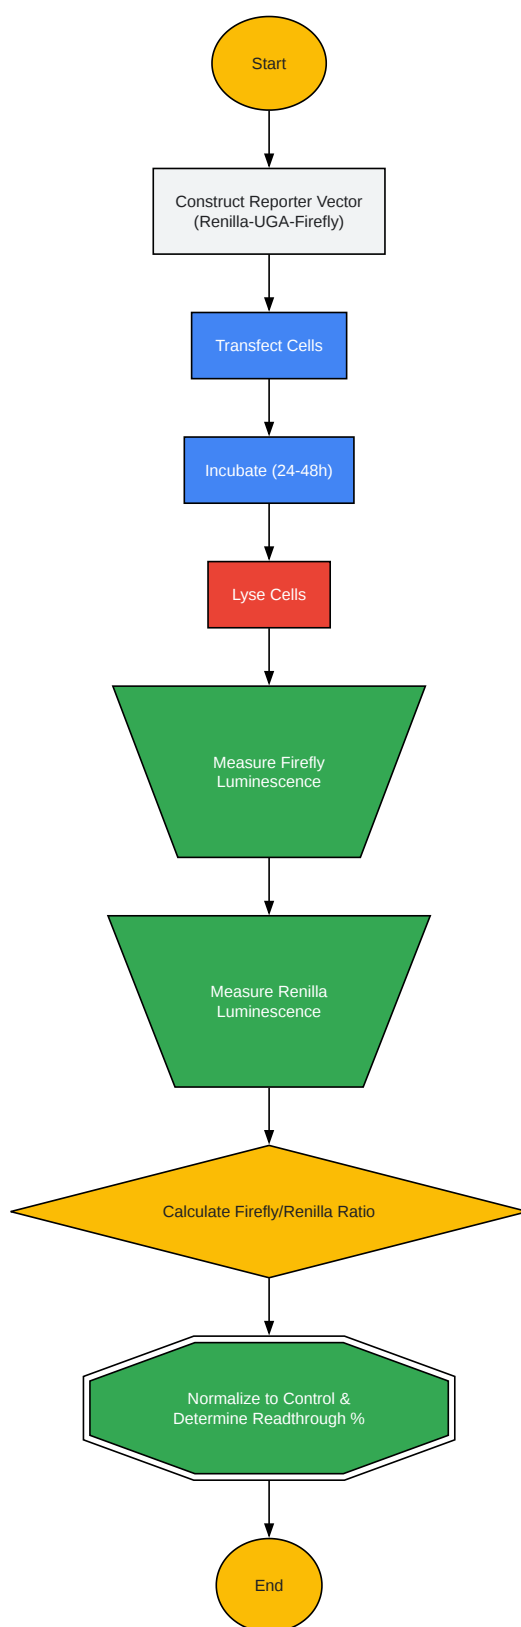 Start
Construct Reporter Vector
(Renilla-UGA-Firefly)
Transfect Cells
Incubate (24-48h)
Lyse Cells
Measure Firefly
Luminescence
Measure Renilla
Luminescence
Calculate Firefly/Renilla Ratio
Normalize to Control &
Determine Readthrough %
End